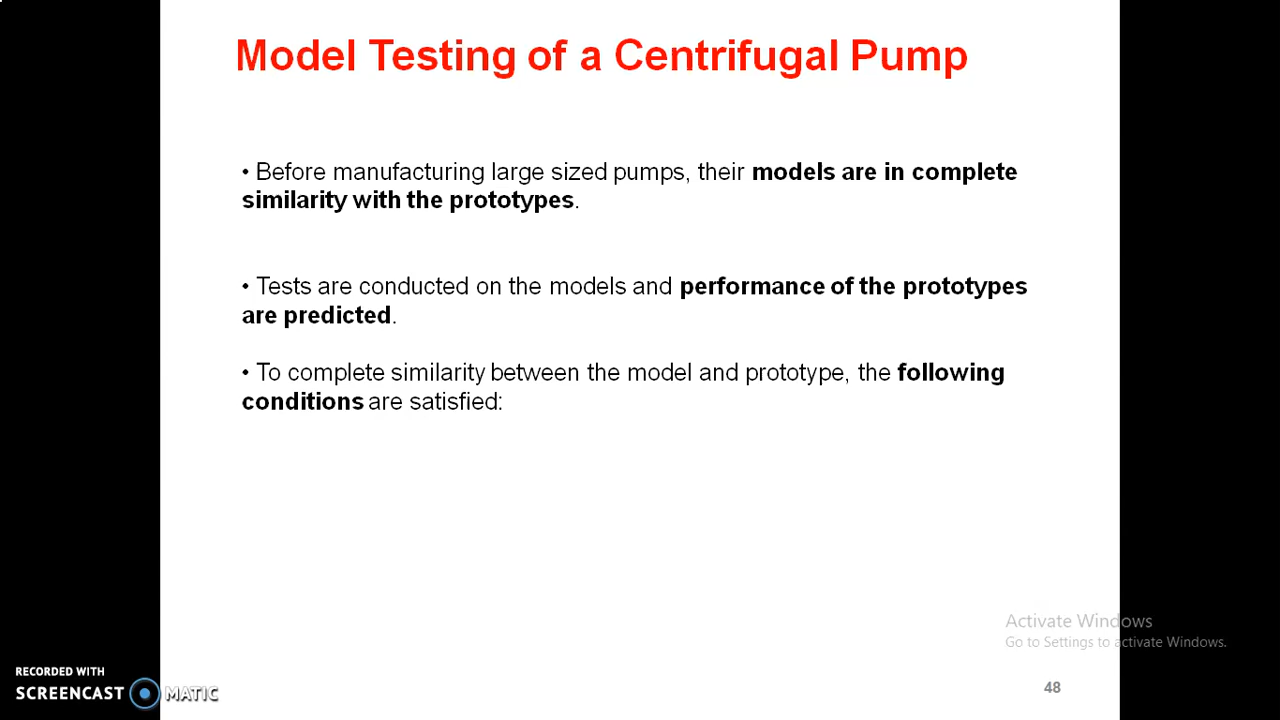 Model Testing of a Centrifugal Pump
• Before manufacturing large sized pumps, their models are in complete
similarity with the prototypes.
• Tests are conducted on the models and performance of the prototypes
are predicted.
• To complete similarity between the model and prototype, the following
conditions are satisfied:
Activate Windows
Go to Settings to activate Windows.
RECORDED WITH
SCREENCAST MATIC
48